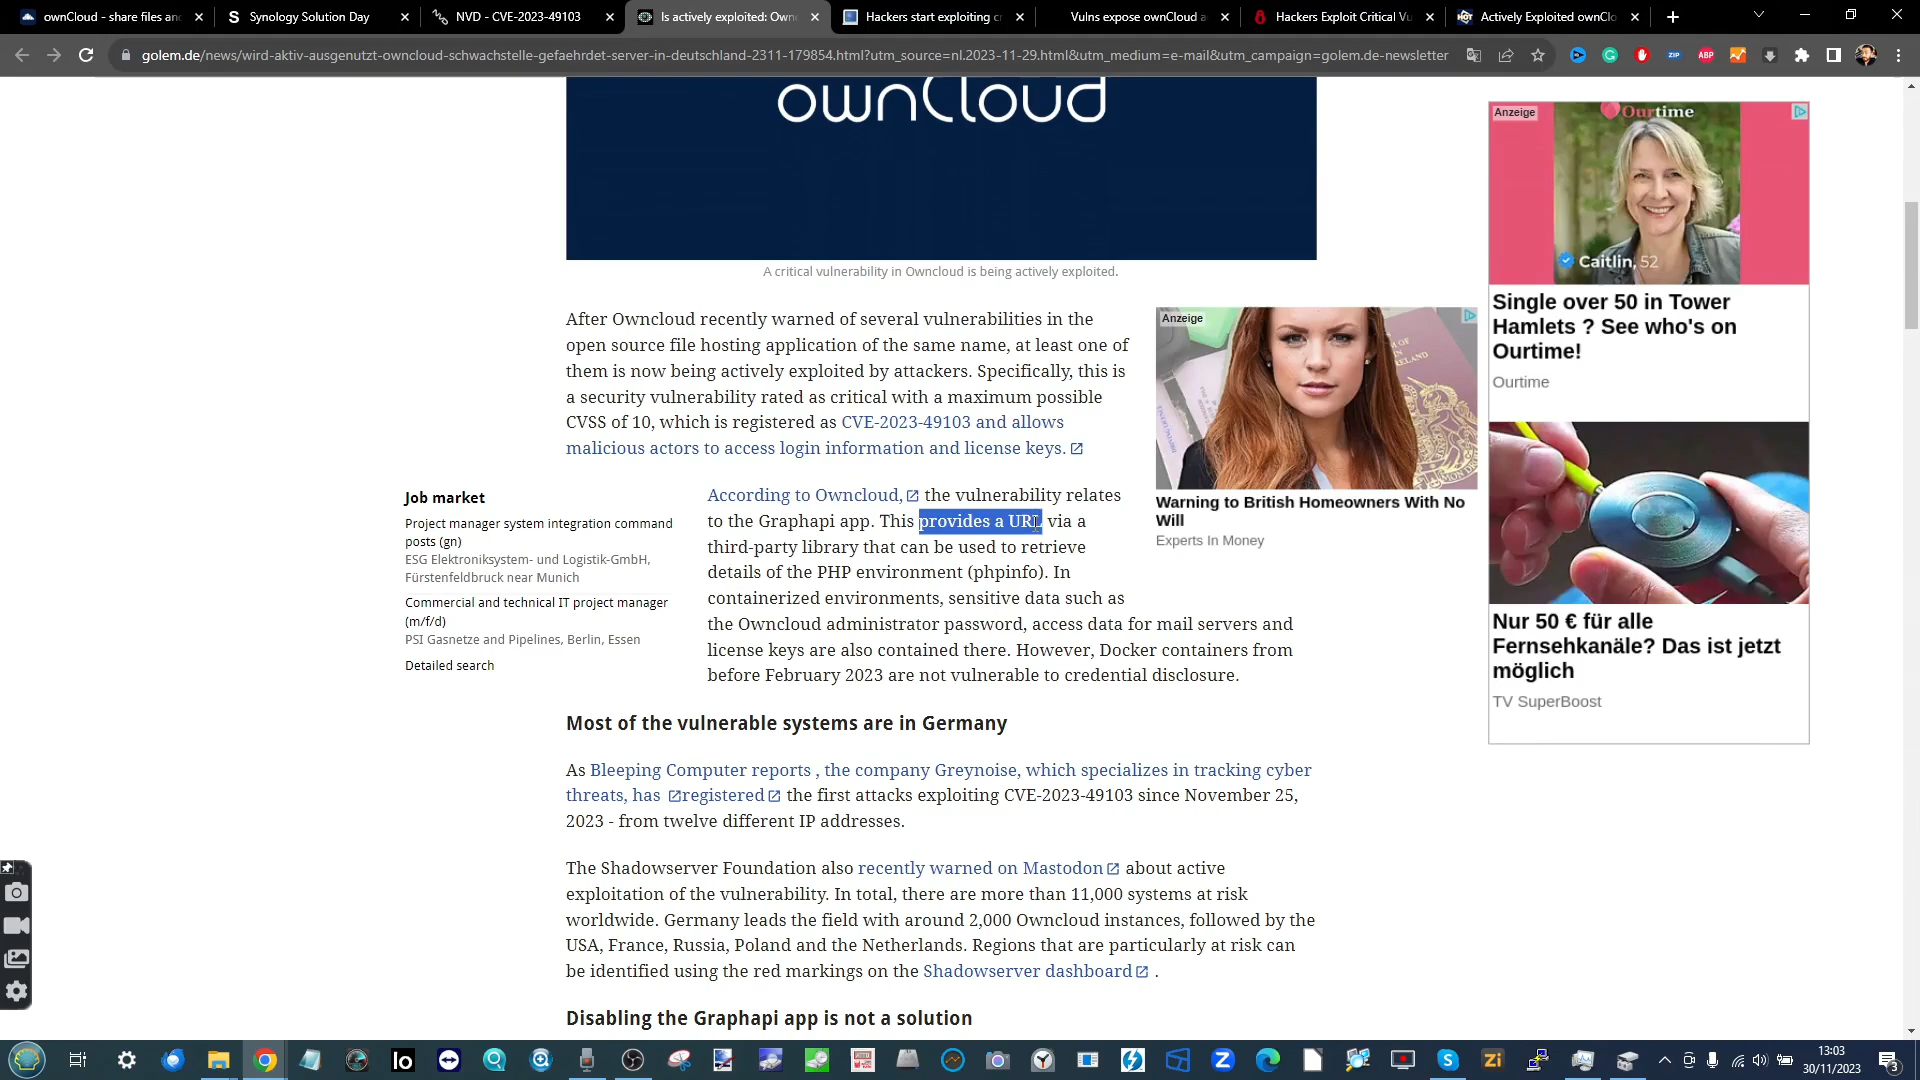 ownCloud - share files an
Synology Solution Day
NVD - CVE-2023-49103
Is actively exploited: Own
Hackers start exploiting cr
Vulns expose ownCloud a
Hackers Exploit Critical Vu
Actively Exploited ownClo
golem.de/news/wird-aktiv-ausgenutzt-owncloud-schwachstelle-gefaehrdet-server-in-deutschland-2311-179854.html?utm_source=nl.2023-11-29.html&utm_medium=e-mail&utm_campaign=golem.de-newsletter
ownCloud
A critical vulnerability in Owncloud is being actively exploited.
After Owncloud recently warned of several vulnerabilities in the
open source file hosting application of the same name, at least one of
them is now being actively exploited by attackers. Specifically, this is
a security vulnerability rated as critical with a maximum possible
CVSS of 10, which is registered as CVE-2023-49103 and allows
malicious actors to access login information and license keys.
Job market
Project manager system integration command
posts (gn)
ESG Elektroniksystem- und Logistik-GmbH,
Fürstenfeldbruck near Munich
Commercial and technical IT project manager
(m/f/d)
PSI Gasnetze and Pipelines, Berlin, Essen
Detailed search
According to Owncloud, the vulnerability relates
to the Graphapi app. This provides a URL via a
third-party library that can be used to retrieve
details of the PHP environment (phpinfo). In
containerized environments, sensitive data such as
the Owncloud administrator password, access data for mail servers and
license keys are also contained there. However, Docker containers from
before February 2023 are not vulnerable to credential disclosure.
Most of the vulnerable systems are in Germany
As Bleeping Computer reports , the company Greynoise, which specializes in tracking cyber
threats, has registered the first attacks exploiting CVE-2023-49103 since November 25,
2023 - from twelve different IP addresses.
The Shadowserver Foundation also recently warned on Mastodon about active
exploitation of the vulnerability. In total, there are more than 11,000 systems at risk
worldwide. Germany leads the field with around 2,000 Owncloud instances, followed by the
USA, France, Russia, Poland and the Netherlands. Regions that are particularly at risk can
be identified using the red markings on the Shadowserver dashboard .
Disabling the Graphapi app is not a solution
Anzeige
Warning to British Homeowners With No
Will
Experts In Money
Anzeige
Ourtime
Caitlin, 52
Single over 50 in Tower
Hamlets ? See who's on
Ourtime!
Ourtime
Nur 50 € für alle
Fernsehkanäle? Das ist jetzt
möglich
TV SuperBoost
13:03
30/11/2023
3